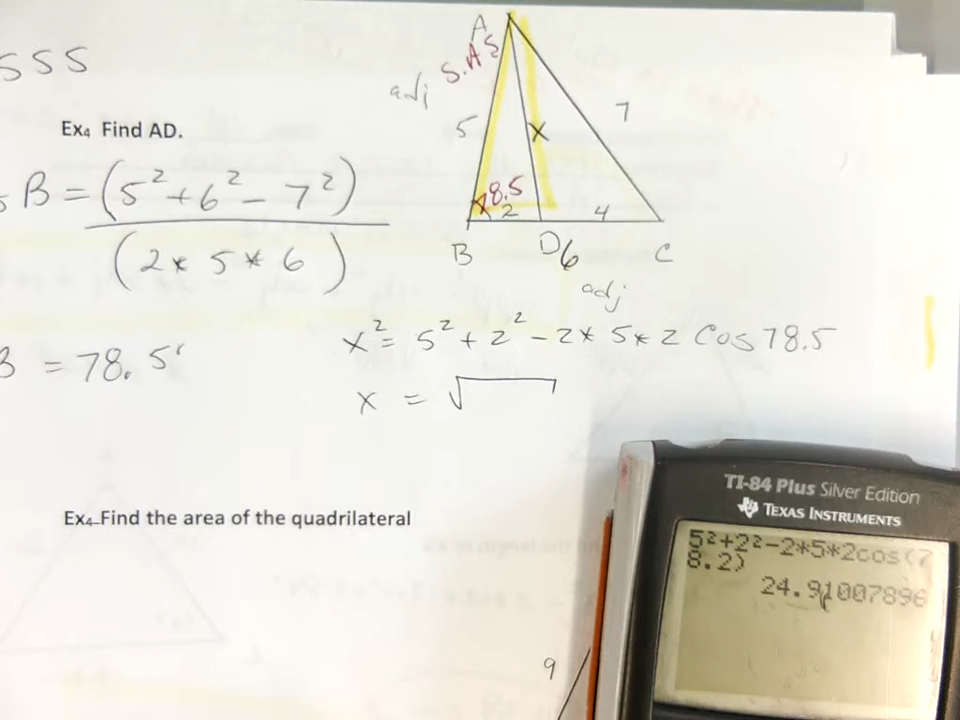 SSS
A
S.A.S
adj
7
5
x
Ex4 Find AD.
B = (5² + 6² - 7²)
(2 * 5 * 6)
78.5
2
4
B
D
6
C
adj
x² = 5² + 2² - 2 * 5 * 2 Cos 78.5
B = 78.5°
x = √
Ex4 Find the area of the quadrilateral
9
TI-84 Plus Silver Edition
TEXAS INSTRUMENTS
5²+2²-2*5*2cos(7
8.2)
24.91007896